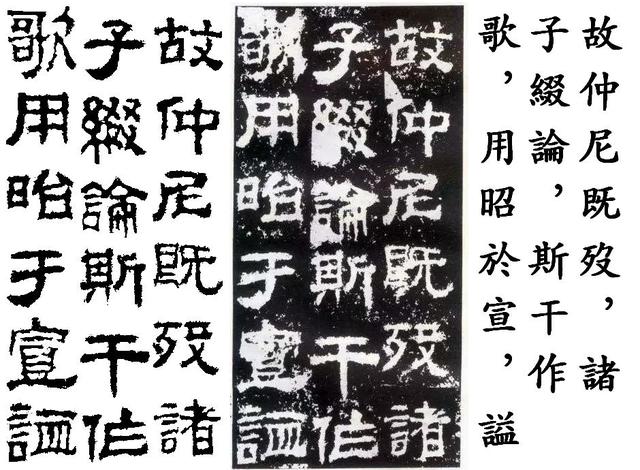 故仲尼既歿，諸
子綴論，斯干作
歌，用昭於宣，謚
故仲尼既歿諸
子綴論斯干作
歌用昭于宣謚
故仲尼既歿諸
子綴論斯干作
歌用昭于宣謚